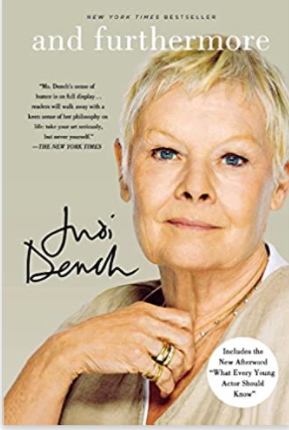 NEW YORK TIMES BESTSELLER
and furthermore
"Ms. Dench's sense of
humor is on full display ...
readers will walk away with a
keen sense of her philosophy on
life: take your art seriously,
but never yourself."
—THE NEW YORK TIMES
Judi
Dench
Includes the
New Afterword
"What Every Young
Actor Should
Know"